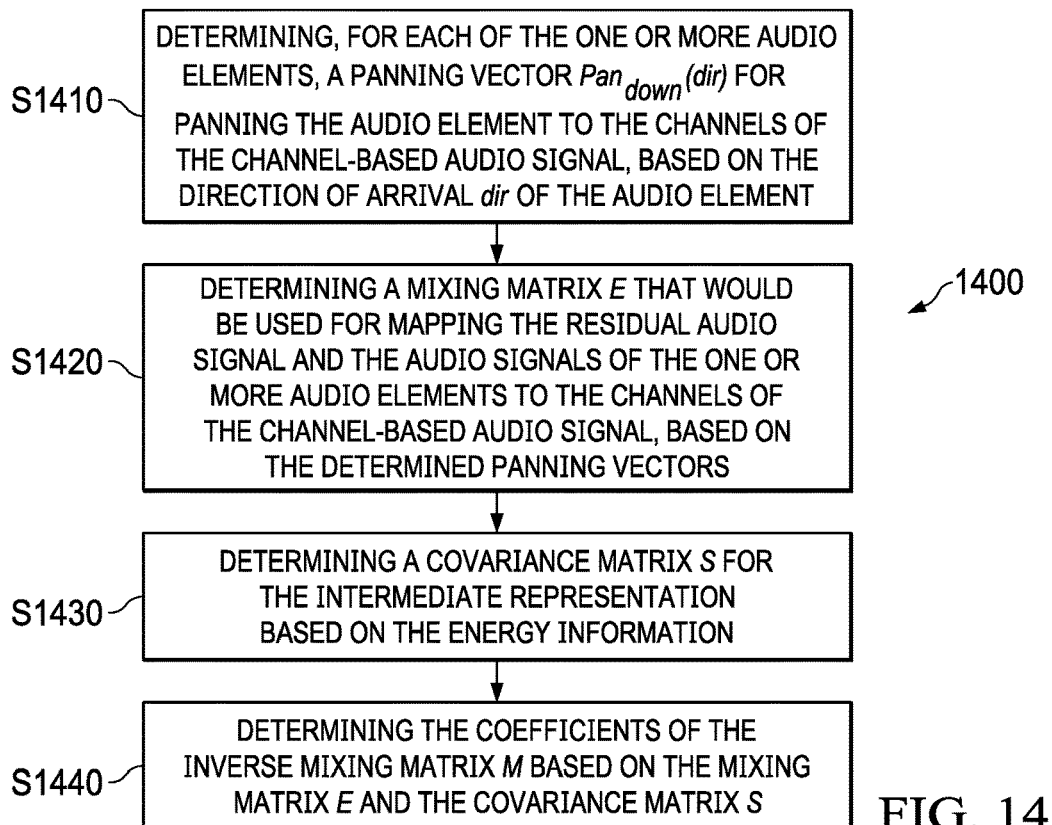 S1410
DETERMINING, FOR EACH OF THE ONE OR MORE AUDIO
ELEMENTS, A PANNING VECTOR Pan_down(dir) FOR
PANNING THE AUDIO ELEMENT TO THE CHANNELS OF
THE CHANNEL-BASED AUDIO SIGNAL, BASED ON THE
DIRECTION OF ARRIVAL dir OF THE AUDIO ELEMENT
1400
S1420
DETERMINING A MIXING MATRIX E THAT WOULD
BE USED FOR MAPPING THE RESIDUAL AUDIO
SIGNAL AND THE AUDIO SIGNALS OF THE ONE OR
MORE AUDIO ELEMENTS TO THE CHANNELS OF
THE CHANNEL-BASED AUDIO SIGNAL, BASED ON
THE DETERMINED PANNING VECTORS
S1430
DETERMINING A COVARIANCE MATRIX S FOR
THE INTERMEDIATE REPRESENTATION
BASED ON THE ENERGY INFORMATION
S1440
DETERMINING THE COEFFICIENTS OF THE
INVERSE MIXING MATRIX M BASED ON THE MIXING
MATRIX E AND THE COVARIANCE MATRIX S
FIG. 14